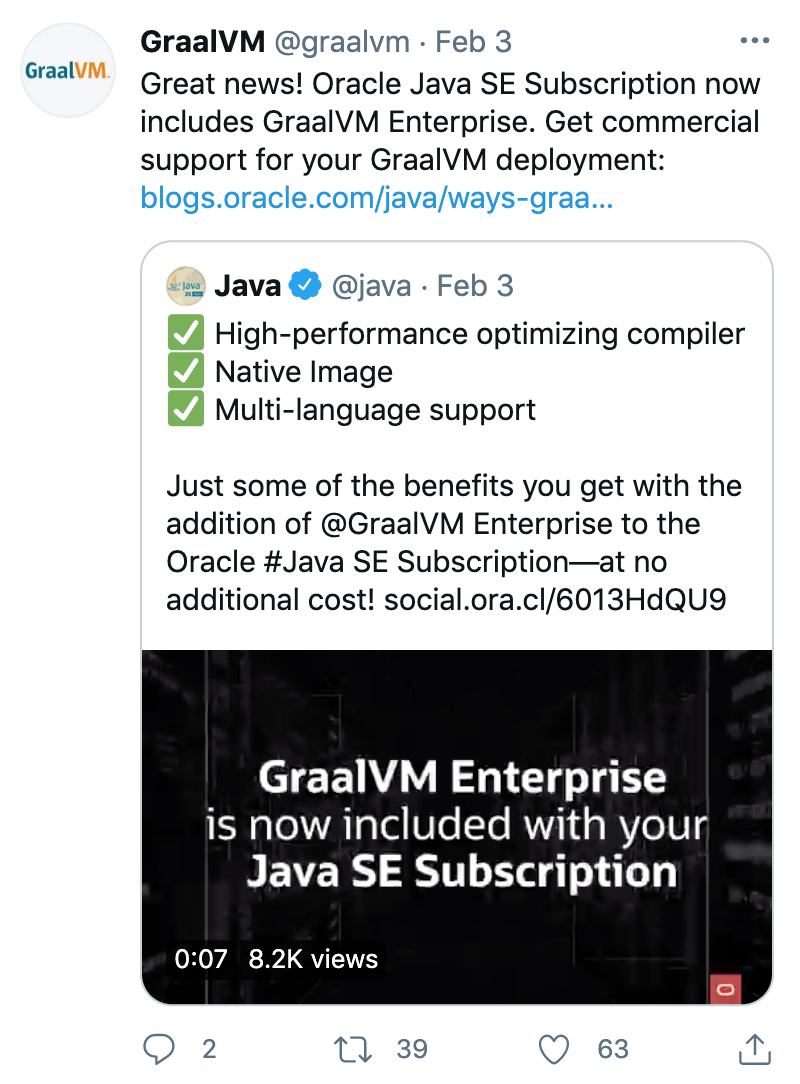 GraalVM @graalvm · Feb 3
GraalVM.
Great news! Oracle Java SE Subscription now
includes GraalVM Enterprise. Get commercial
support for your GraalVM deployment:
blogs.oracle.com/java/ways-graa...
Java @java · Feb 3
Java
✅ High-performance optimizing compiler
✅ Native Image
✅ Multi-language support
Just some of the benefits you get with the
addition of @GraalVM Enterprise to the
Oracle #Java SE Subscription—at no
additional cost! social.ora.cl/6013HdQU9
GraalVM Enterprise
is now included with your
Java SE Subscription
0:07 8.2K views
2 39 63